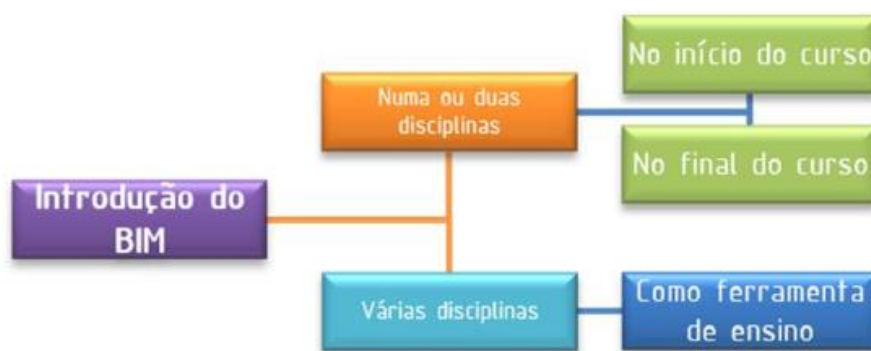 No início do curso
Numa ou duas
disciplinas
No final do curso
Introdução do
BIM
Várias disciplinas
Como ferramenta
de ensino